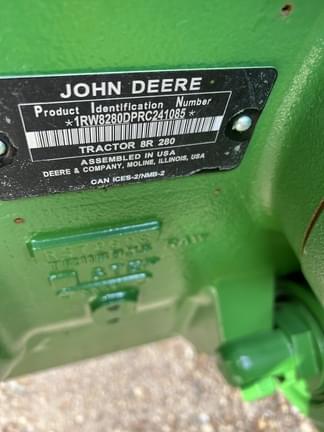 JOHN DEERE
Product Identification Number
*1RW8280DPRC241085*
TRACTOR 8R 280
ASSEMBLED IN USA
DEERE & COMPANY, MOLINE, ILLINOIS, USA
CAN ICES-2/NMB-2